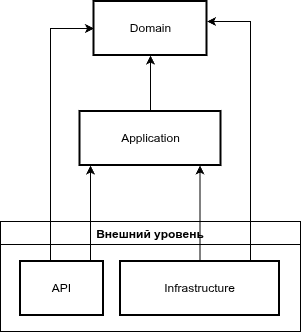 Domain
Application
Внешний уровень
API
Infrastructure